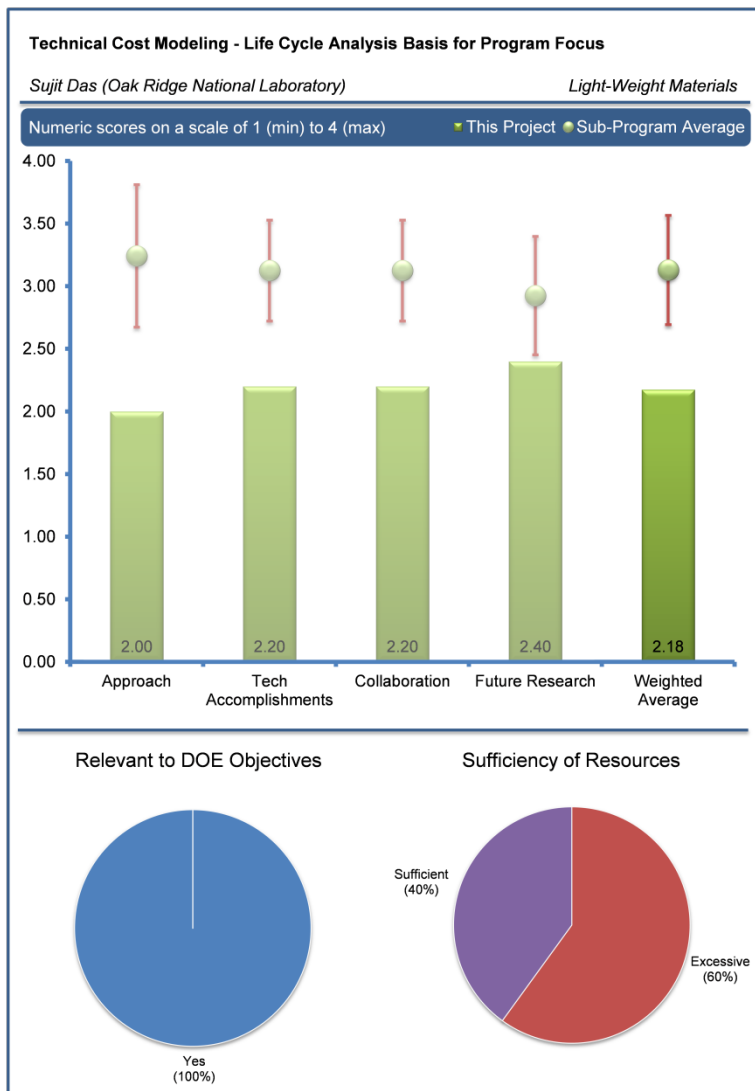 Technical Cost Modeling - Life Cycle Analysis Basis for Program Focus
Sujit Das (Oak Ridge National Laboratory) Light-Weight Materials
Numeric scores on a scale of 1 (min) to 4 (max) This Project Sub-Program Average
4.00
3.50
3.00
2.50
2.00
1.50
1.00
0.50
0.00
2.00 2.20 2.20 2.40 2.18
Approach Tech Collaboration Future Research Weighted
Accomplishments Average
Relevant to DOE Objectives Sufficiency of Resources
Sufficient
(40%)
Excessive
(60%)
Yes
(100%)